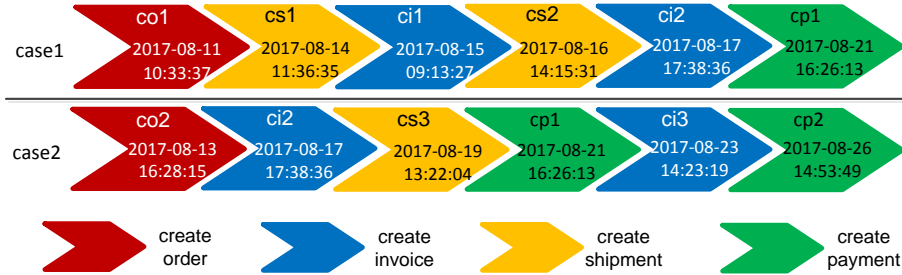 co1 cs1 ci1 cs2 ci2 cp1
case1 2017-08-11 2017-08-14 2017-08-15 2017-08-16 2017-08-17 2017-08-21
10:33:37 11:36:35 09:13:27 14:15:31 17:38:36 16:26:13
co2 ci2 cs3 cp1 ci3 cp2
case2 2017-08-13 2017-08-17 2017-08-19 2017-08-21 2017-08-23 2017-08-26
16:28:15 17:38:36 13:22:04 16:26:13 14:23:19 14:53:49
create order
create invoice
create shipment
create payment